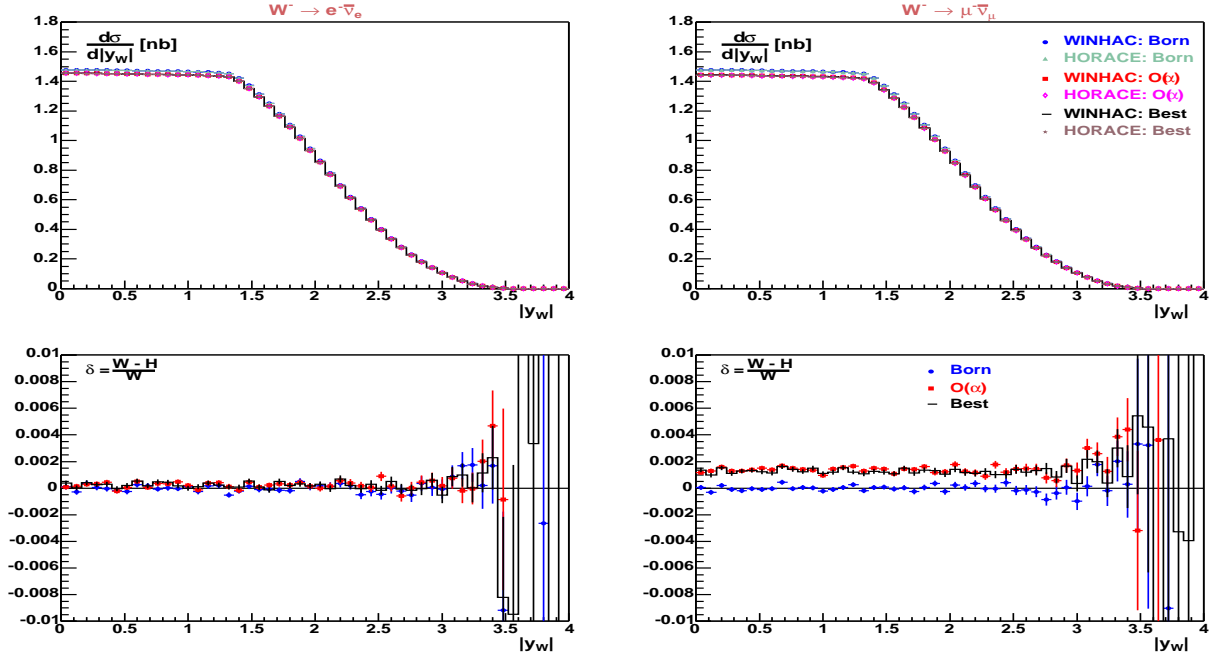 W⁻ → e⁻ν̅ₑ
dσ/d|y_W| [nb]
1.8
1.6
1.4
1.2
1
0.8
0.6
0.4
0.2
0
0 0.5 1 1.5 2 2.5 3 3.5 4
|y_W|
W⁻ → μ⁻ν̅_μ
dσ/d|y_W| [nb]
WINHAC: Born
HORACE: Born
WINHAC: O(α)
HORACE: O(α)
WINHAC: Best
HORACE: Best
1.8
1.6
1.4
1.2
1
0.8
0.6
0.4
0.2
0
0 0.5 1 1.5 2 2.5 3 3.5 4
|y_W|
δ = (W - H)/W
0.01
0.008
0.006
0.004
0.002
0
-0.002
-0.004
-0.006
-0.008
-0.01
0 0.5 1 1.5 2 2.5 3 3.5 4
|y_W|
δ = (W - H)/W
Born
O(α)
Best
0.01
0.008
0.006
0.004
0.002
0
-0.002
-0.004
-0.006
-0.008
-0.01
0 0.5 1 1.5 2 2.5 3 3.5 4
|y_W|